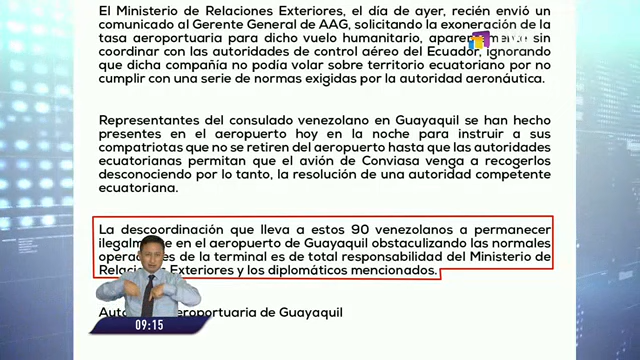 El Ministerio de Relaciones Exteriores, el día de ayer, recién envió un
comunicado al Gerente General de AAG, solicitando la exoneración de la
tasa aeroportuaria para dicho vuelo humanitario, sin
coordinar con las autoridades de control aéreo del Ecuador, ignorando
que dicha compañía no podía volar sobre territorio ecuatoriano por no
cumplir con una serie de normas exigidas por la autoridad aeronáutica.
Representantes del consulado venezolano en Guayaquil se han hecho
presentes en el aeropuerto hoy en la noche para instruir a sus
compatriotas que no se retiren del aeropuerto hasta que las autoridades
ecuatorianas permitan que el avión de Conviasa venga a recogerlos
desconociendo por lo tanto, la resolución de una autoridad competente
ecuatoriana.
La descoordinación que lleva a estos 90 venezolanos a permanecer
en el aeropuerto de Guayaquil obstaculizando las normales
de la terminal es de total responsabilidad del Ministerio de
Exteriores y los diplomáticos mencionados.
eroportuaria de Guayaquil
09:15